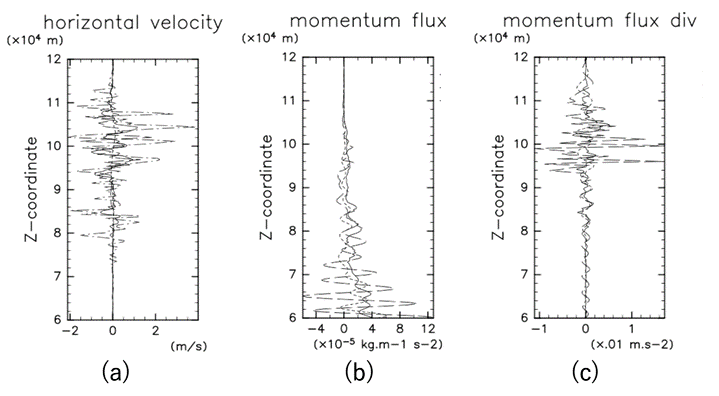 horizontal velocity
(×10⁴ m)
12
11
10
9
8
7
6
Z-coordinate
-2 0 2
(m/s)
(a)
momentum flux
(×10⁴ m)
12
11
10
9
8
7
6
Z-coordinate
-4 0 4 8 12
(×10⁻⁵ kg.m-1 s-2)
(b)
momentum flux div
(×10⁴ m)
12
11
10
9
8
7
6
Z-coordinate
-1 0 1
(×.01 m.s-2)
(c)